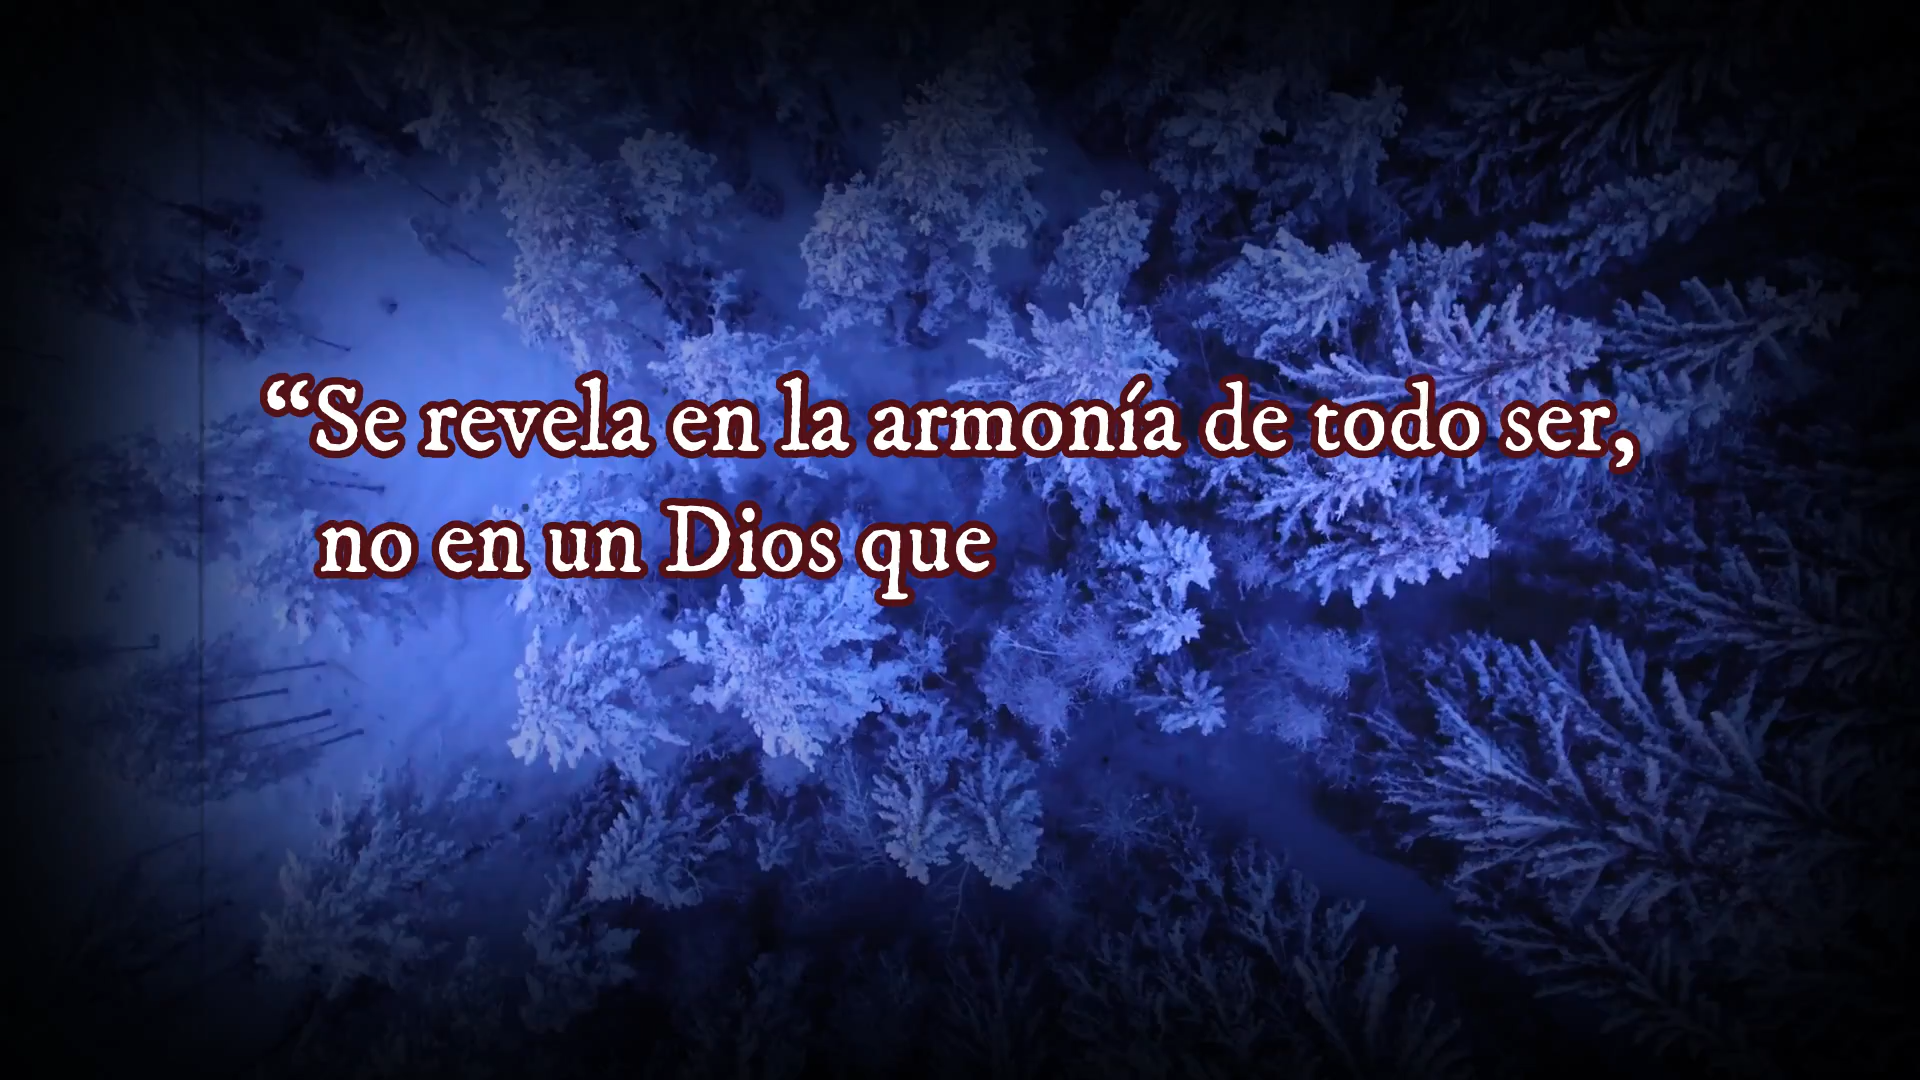 “Se revela en la armonía de todo ser,
no en un Dios que